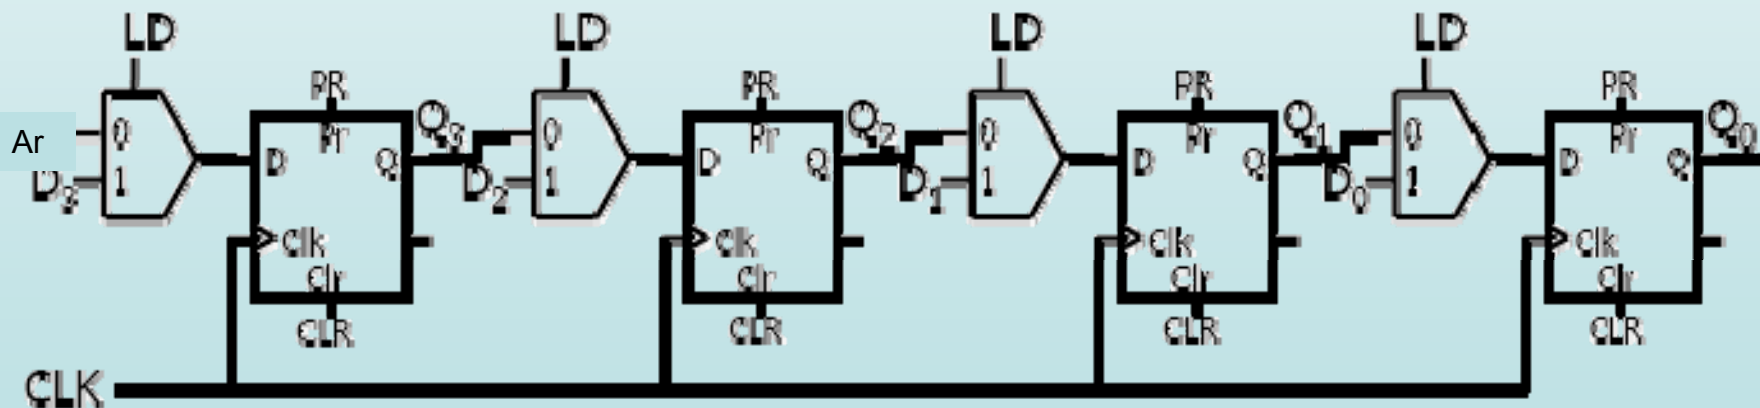 LD LD LD LD
PR PR PR PR
Ar 0 Pr Q3 0 Pr Q2 0 Pr Q1 0 Pr Q0
D3 1 D Q D2 1 D Q D1 1 D Q D0 1 D Q
Clk Clk Clk Clk
Clr Clr Clr Clr
CLR CLR CLR CLR
CLK